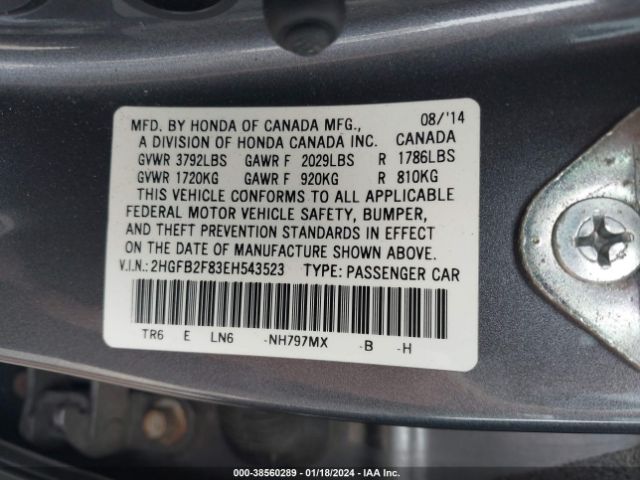 MFD. BY HONDA OF CANADA MFG., 08/'14
A DIVISION OF HONDA CANADA INC. CANADA
GVWR 3792LBS GAWR F 2029LBS R 1786LBS
GVWR 1720KG GAWR F 920KG R 810KG
THIS VEHICLE CONFORMS TO ALL APPLICABLE
FEDERAL MOTOR VEHICLE SAFETY, BUMPER,
AND THEFT PREVENTION STANDARDS IN EFFECT
ON THE DATE OF MANUFACTURE SHOWN ABOVE.
V.I.N.: 2HGFB2F83EH543523 TYPE: PASSENGER CAR
TR6 E LN6 -NH797MX -B -H
000-38560289 - 01/18/2024 - IAA Inc.